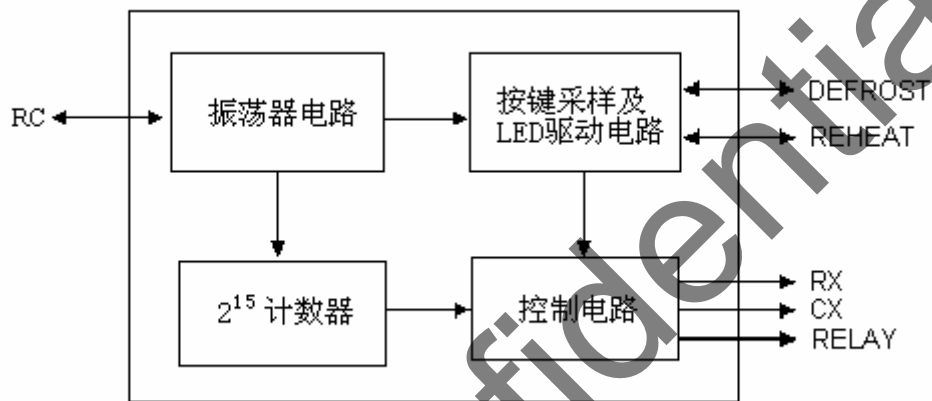 RC
振荡器电路
按键采样及
LED驱动电路
DEFROST
REHEAT
2¹⁵ 计数器
控制电路
RX
CX
RELAY